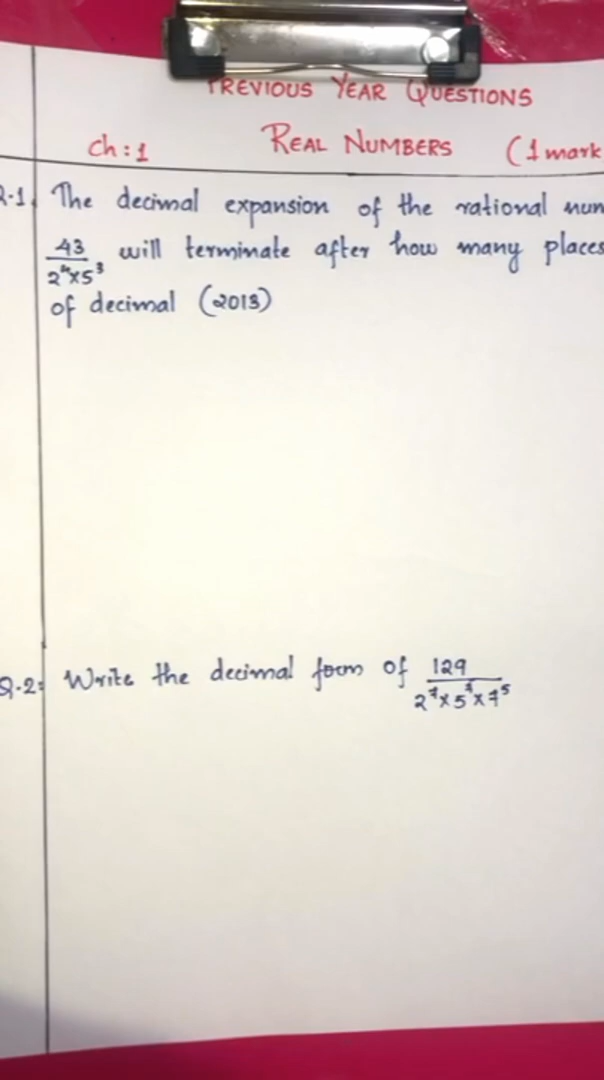 PREVIOUS YEAR QUESTIONS
Ch : 1 REAL NUMBERS (1 mark
Q-1. The decimal expansion of the rational num
43/2⁴×5³ will terminate after how many places
of decimal (2013)
Q-2: Write the decimal form of 129/2⁷×5⁷×7⁵